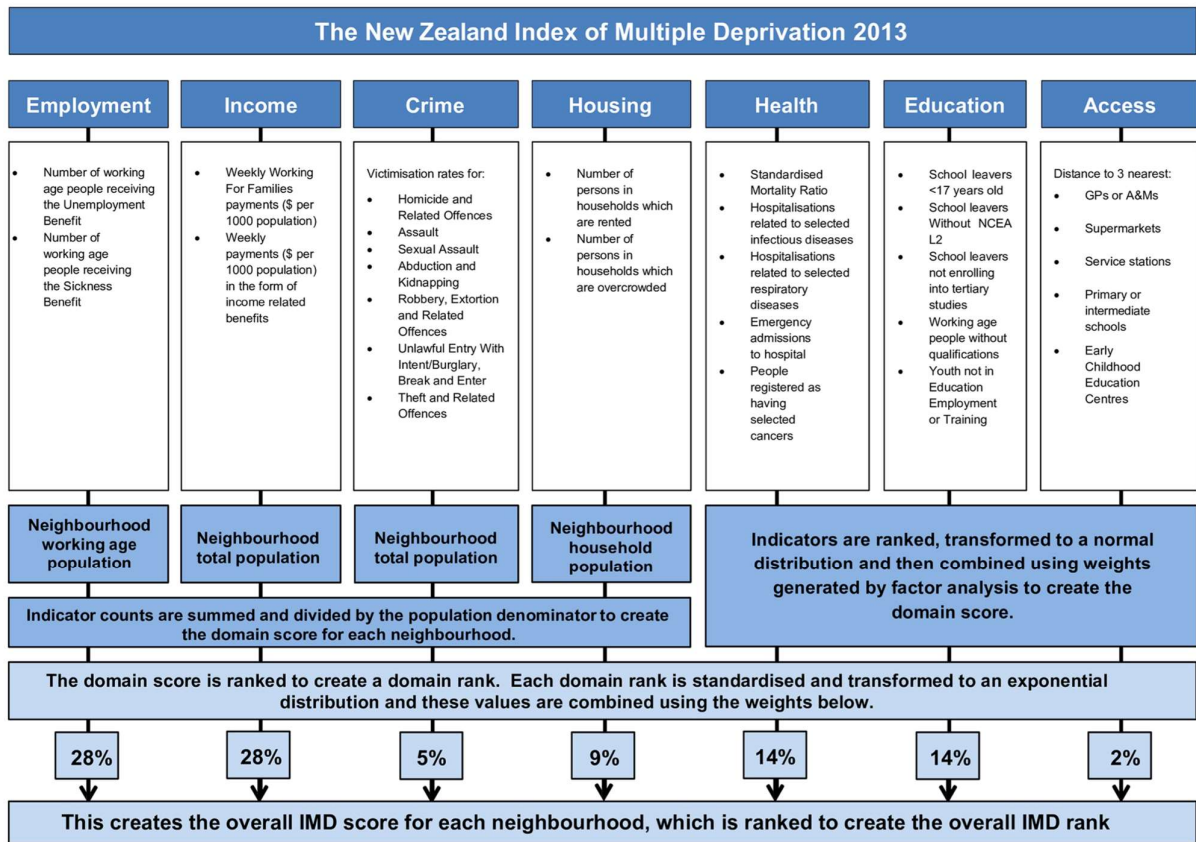 The New Zealand Index of Multiple Deprivation 2013
Employment
Income
Crime
Housing
Health
Education
Access
Number of working
age people receiving
the Unemployment
Benefit
Number of
working age
people receiving
the Sickness
Benefit
Weekly Working
For Families
payments ($ per
1000 population)
Weekly
payments ($ per
1000 population)
in the form of
income related
benefits
Victimisation rates for:
Homicide and
Related Offences
Assault
Sexual Assault
Abduction and
Kidnapping
Robbery, Extortion
and Related
Offences
Unlawful Entry With
Intent/Burglary,
Break and Enter
Theft and Related
Offences
Number of
persons in
households which
are rented
Number of
persons in
households which
are overcrowded
Standardised
Mortality Ratio
Hospitalisations
related to selected
infectious diseases
Hospitalisations
related to selected
respiratory
diseases
Emergency
admissions
to hospital
People
registered as
having
selected
cancers
School leavers
<17 years old
School leavers
Without NCEA
L2
School leavers
not enrolling
into tertiary
studies
Working age
people without
qualifications
Youth not in
Education
Employment
or Training
Distance to 3 nearest:
GPs or A&Ms
Supermarkets
Service stations
Primary or
intermediate
schools
Early
Childhood
Education
Centres
Neighbourhood
working age
population
Neighbourhood
total population
Neighbourhood
total population
Neighbourhood
household
population
Indicators are ranked, transformed to a normal
distribution and then combined using weights
generated by factor analysis to create the
domain score.
Indicator counts are summed and divided by the population denominator to create
the domain score for each neighbourhood.
The domain score is ranked to create a domain rank. Each domain rank is standardised and transformed to an exponential
distribution and these values are combined using the weights below.
28%
28%
5%
9%
14%
14%
2%
This creates the overall IMD score for each neighbourhood, which is ranked to create the overall IMD rank